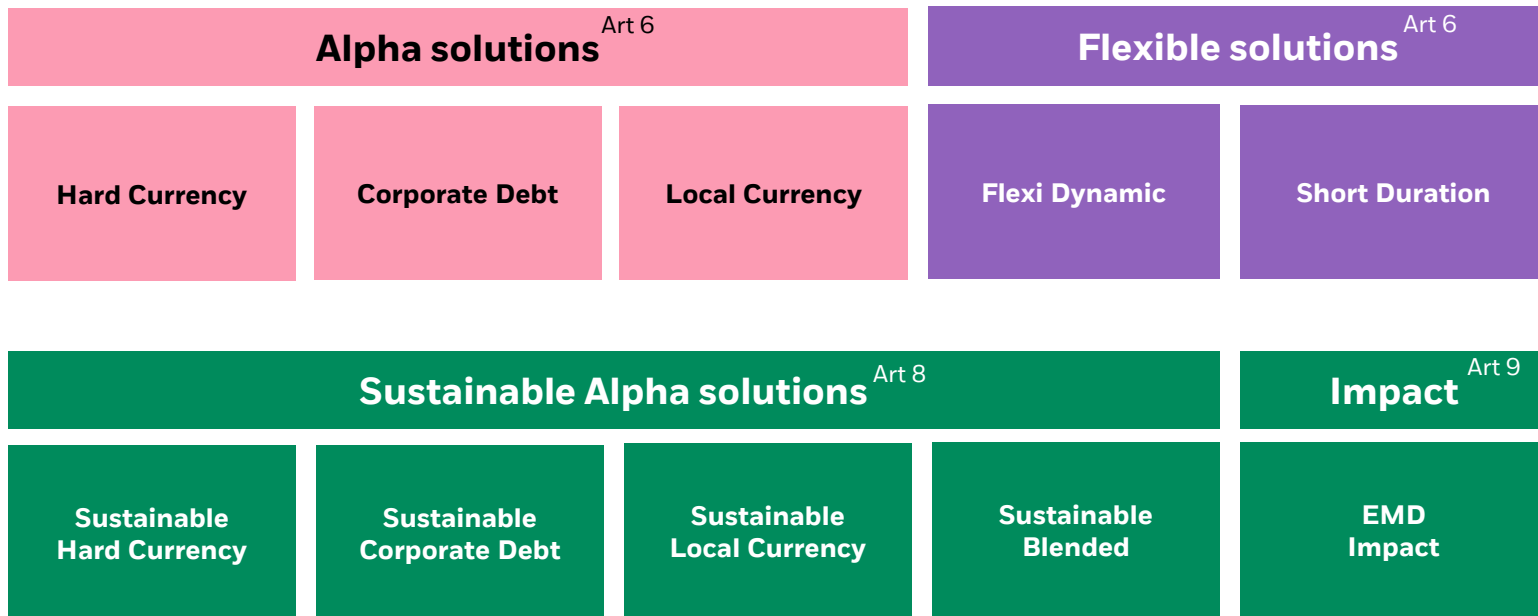 Alpha solutions Art 6
Flexible solutions Art 6
Hard Currency
Corporate Debt
Local Currency
Flexi Dynamic
Short Duration
Sustainable Alpha solutions Art 8
Impact Art 9
Sustainable
Hard Currency
Sustainable
Corporate Debt
Sustainable
Local Currency
Sustainable
Blended
EMD
Impact